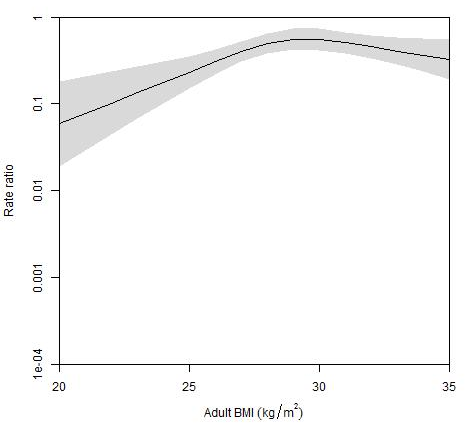 1
0.1
0.01
0.001
1e-04
Rate ratio
20 25 30 35
Adult BMI (kg/m²)